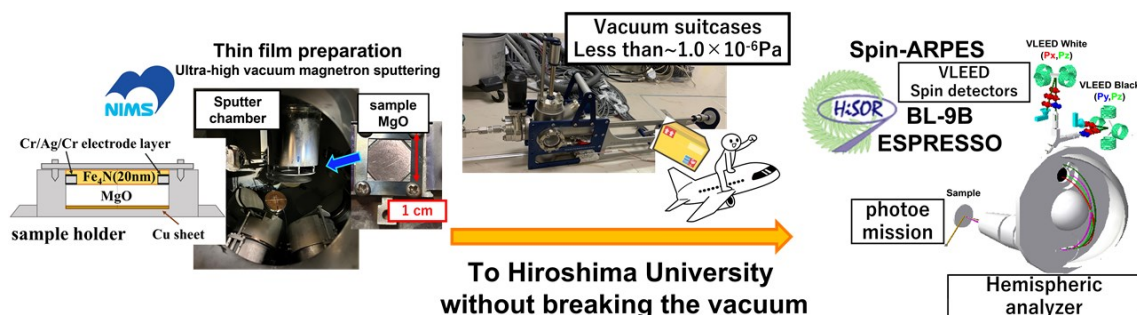 Thin film preparation
Ultra-high vacuum magnetron sputtering
NIMS
Sputter
chamber
sample
MgO
1 cm
Cr/Ag/Cr electrode layer
Fe₄N(20nm)
MgO
sample holder
Cu sheet
Vacuum suitcases
Less than~1.0×10⁻⁶Pa
To Hiroshima University
without breaking the vacuum
Spin-ARPES
VLEED
Spin detectors
HiSOR
BL-9B
ESPRESSO
VLEED White
(Px,Pz)
VLEED Black
(Py,Pz)
Sample
photoe
mission
Hemispheric
analyzer